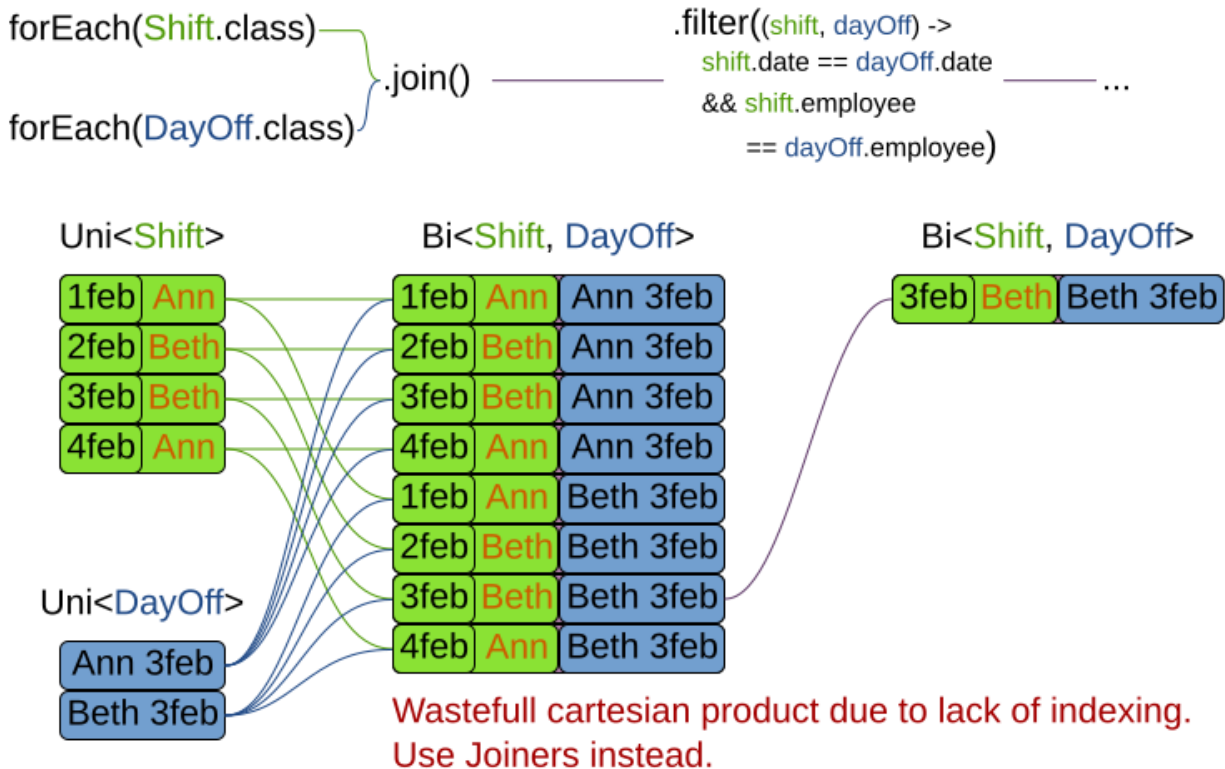 forEach(Shift.class)
forEach(DayOff.class)
.join()
.filter((shift, dayOff) ->
shift.date == dayOff.date
&& shift.employee
== dayOff.employee)
...
Uni<Shift>
1feb Ann
2feb Beth
3feb Beth
4feb Ann
Uni<DayOff>
Ann 3feb
Beth 3feb
Bi<Shift, DayOff>
1feb Ann Ann 3feb
2feb Beth Ann 3feb
3feb Beth Ann 3feb
4feb Ann Ann 3feb
1feb Ann Beth 3feb
2feb Beth Beth 3feb
3feb Beth Beth 3feb
4feb Ann Beth 3feb
Wastefull cartesian product due to lack of indexing.
Use Joiners instead.
Bi<Shift, DayOff>
3feb Beth Beth 3feb